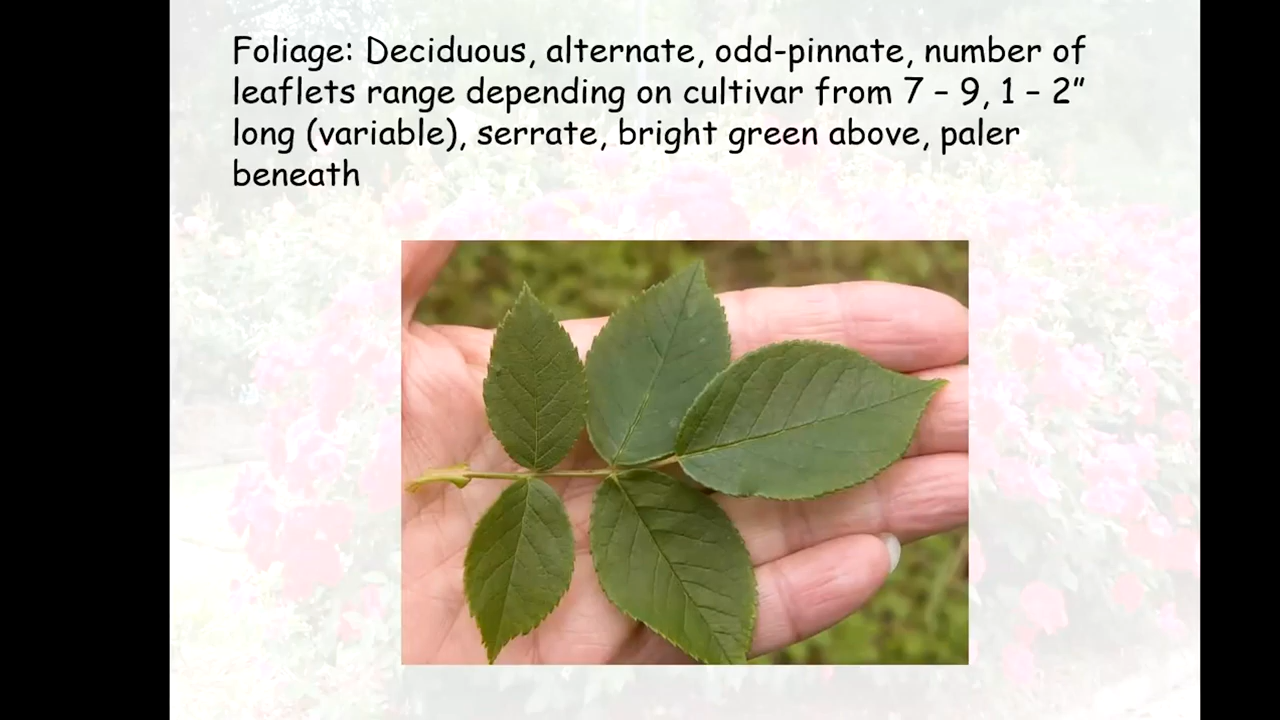 Foliage: Deciduous, alternate, odd-pinnate, number of
leaflets range depending on cultivar from 7 – 9, 1 – 2”
long (variable), serrate, bright green above, paler
beneath